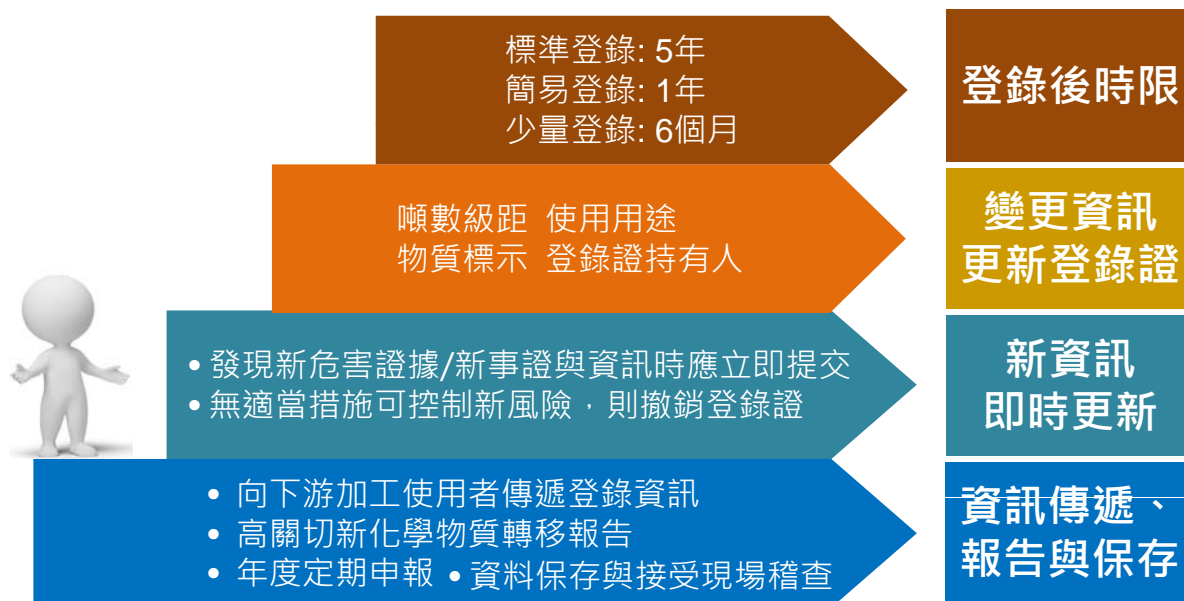 標準登錄: 5年
簡易登錄: 1年
少量登錄: 6個月
登錄後時限
噸數級距 使用用途
物質標示 登錄證持有人
變更資訊
更新登錄證
• 發現新危害證據/新事證與資訊時應立即提交
• 無適當措施可控制新風險，則撤銷登錄證
新資訊
即時更新
• 向下游加工使用者傳遞登錄資訊
• 高關切新化學物質轉移報告
• 年度定期申報 • 資料保存與接受現場稽查
資訊傳遞、
報告與保存